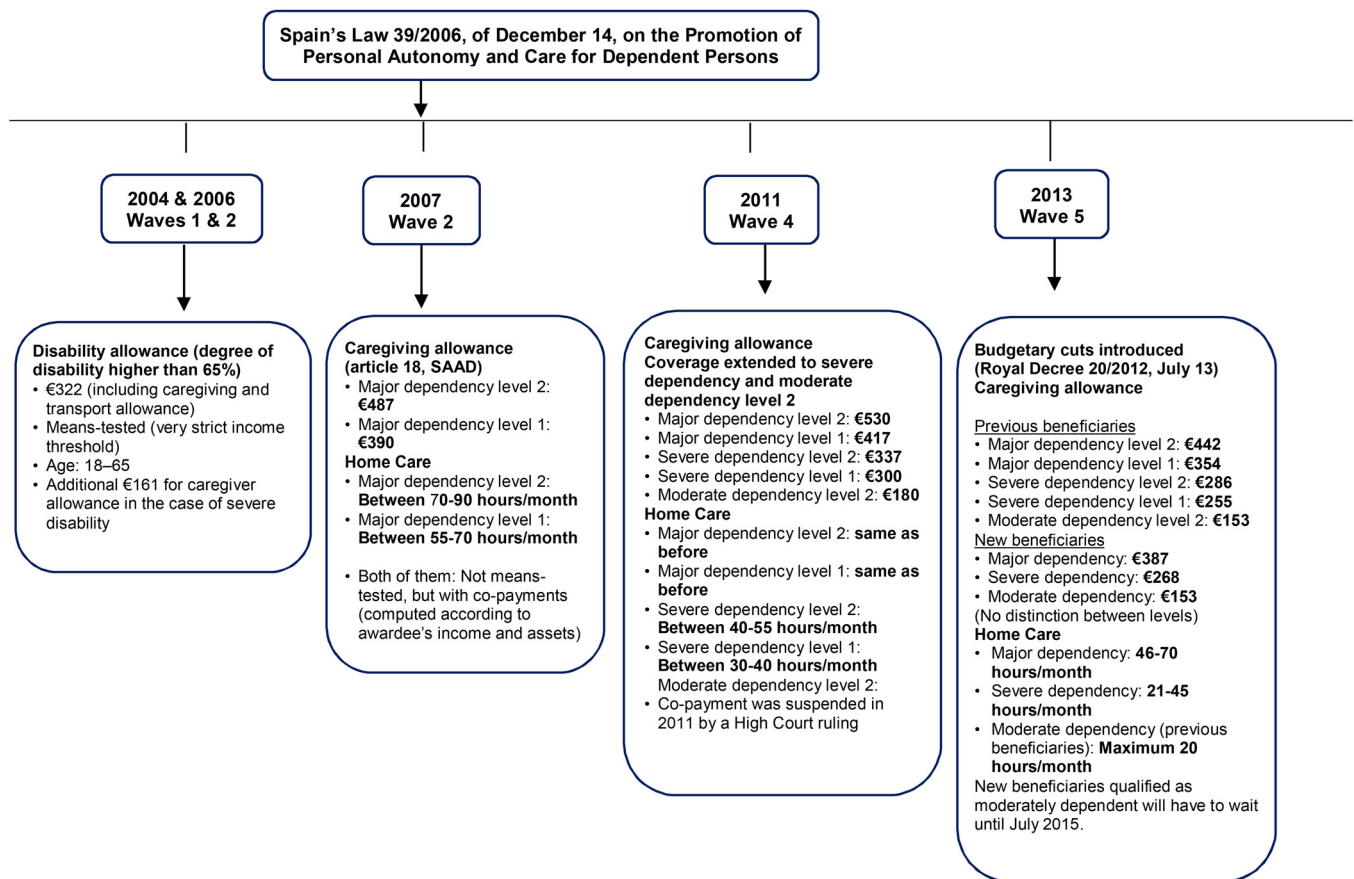 Spain's Law 39/2006, of December 14, on the Promotion of
Personal Autonomy and Care for Dependent Persons
2004 & 2006
Waves 1 & 2
2007
Wave 2
2011
Wave 4
2013
Wave 5
Disability allowance (degree of
disability higher than 65%)
• €322 (including caregiving and
transport allowance)
• Means-tested (very strict income
threshold)
• Age: 18–65
• Additional €161 for caregiver
allowance in the case of severe
disability
Caregiving allowance
(article 18, SAAD)
• Major dependency level 2:
€487
• Major dependency level 1:
€390
Home Care
• Major dependency level 2:
Between 70-90 hours/month
• Major dependency level 1:
Between 55-70 hours/month
• Both of them: Not means-
tested, but with co-payments
(computed according to
awardee's income and assets)
Caregiving allowance
Coverage extended to severe
dependency and moderate
dependency level 2
• Major dependency level 2: €530
• Major dependency level 1: €417
• Severe dependency level 2: €337
• Severe dependency level 1: €300
• Moderate dependency level 2: €180
Home Care
• Major dependency level 2: same as
before
• Major dependency level 1: same as
before
• Severe dependency level 2:
Between 40-55 hours/month
• Severe dependency level 1:
Between 30-40 hours/month
Moderate dependency level 2:
• Co-payment was suspended in
2011 by a High Court ruling
Budgetary cuts introduced
(Royal Decree 20/2012, July 13)
Caregiving allowance
Previous beneficiaries
• Major dependency level 2: €442
• Major dependency level 1: €354
• Severe dependency level 2: €286
• Severe dependency level 1: €255
• Moderate dependency level 2: €153
New beneficiaries
• Major dependency: €387
• Severe dependency: €268
• Moderate dependency: €153
(No distinction between levels)
Home Care
• Major dependency: 46-70
hours/month
• Severe dependency: 21-45
hours/month
• Moderate dependency (previous
beneficiaries): Maximum 20
hours/month
New beneficiaries qualified as
moderately dependent will have to wait
until July 2015.